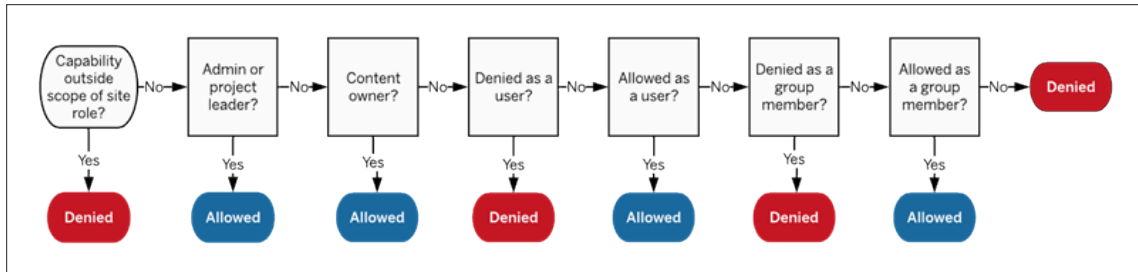 Capability
outside
scope of site
role?
No
Admin or
project
leader?
No
Content
owner?
No
Denied as a
user?
No
Allowed as
a user?
No
Denied as a
group
member?
No
Allowed as
a group
member?
No
Denied
Yes
Yes
Yes
Yes
Yes
Yes
Yes
Denied
Allowed
Allowed
Denied
Allowed
Denied
Allowed